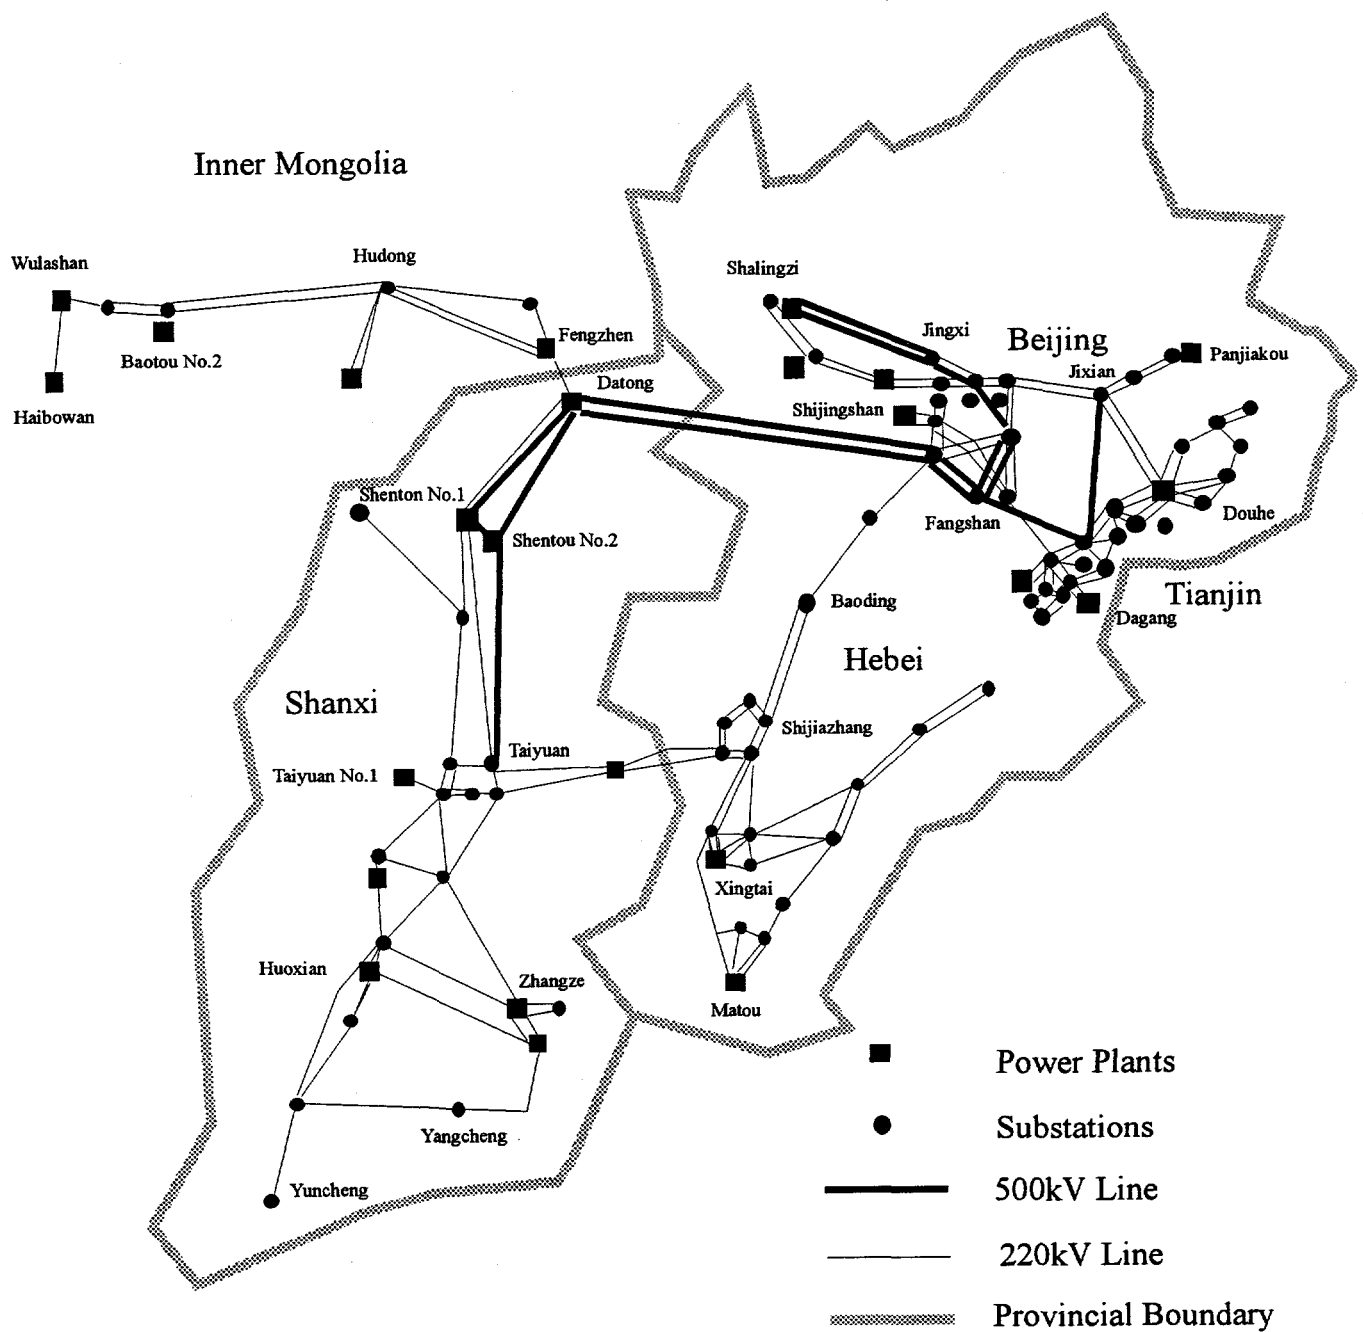 Inner Mongolia
Wulashan
Hudong
Shalingzi
Jingxi
Beijing
Fengzhen
Panjiakou
Baotou No.2
Jixian
Datong
Haibowan
Shijingshan
Shenton No.1
Shentou No.2
Fangshan
Douhe
Baoding
Tianjin
Dagang
Hebei
Shanxi
Shijiazhang
Taiyuan
Taiyuan No.1
Xingtai
Huoxian
Zhangze
Matou
Power Plants
Yangcheng
Substations
Yuncheng
500kV Line
220kV Line
Provincial Boundary